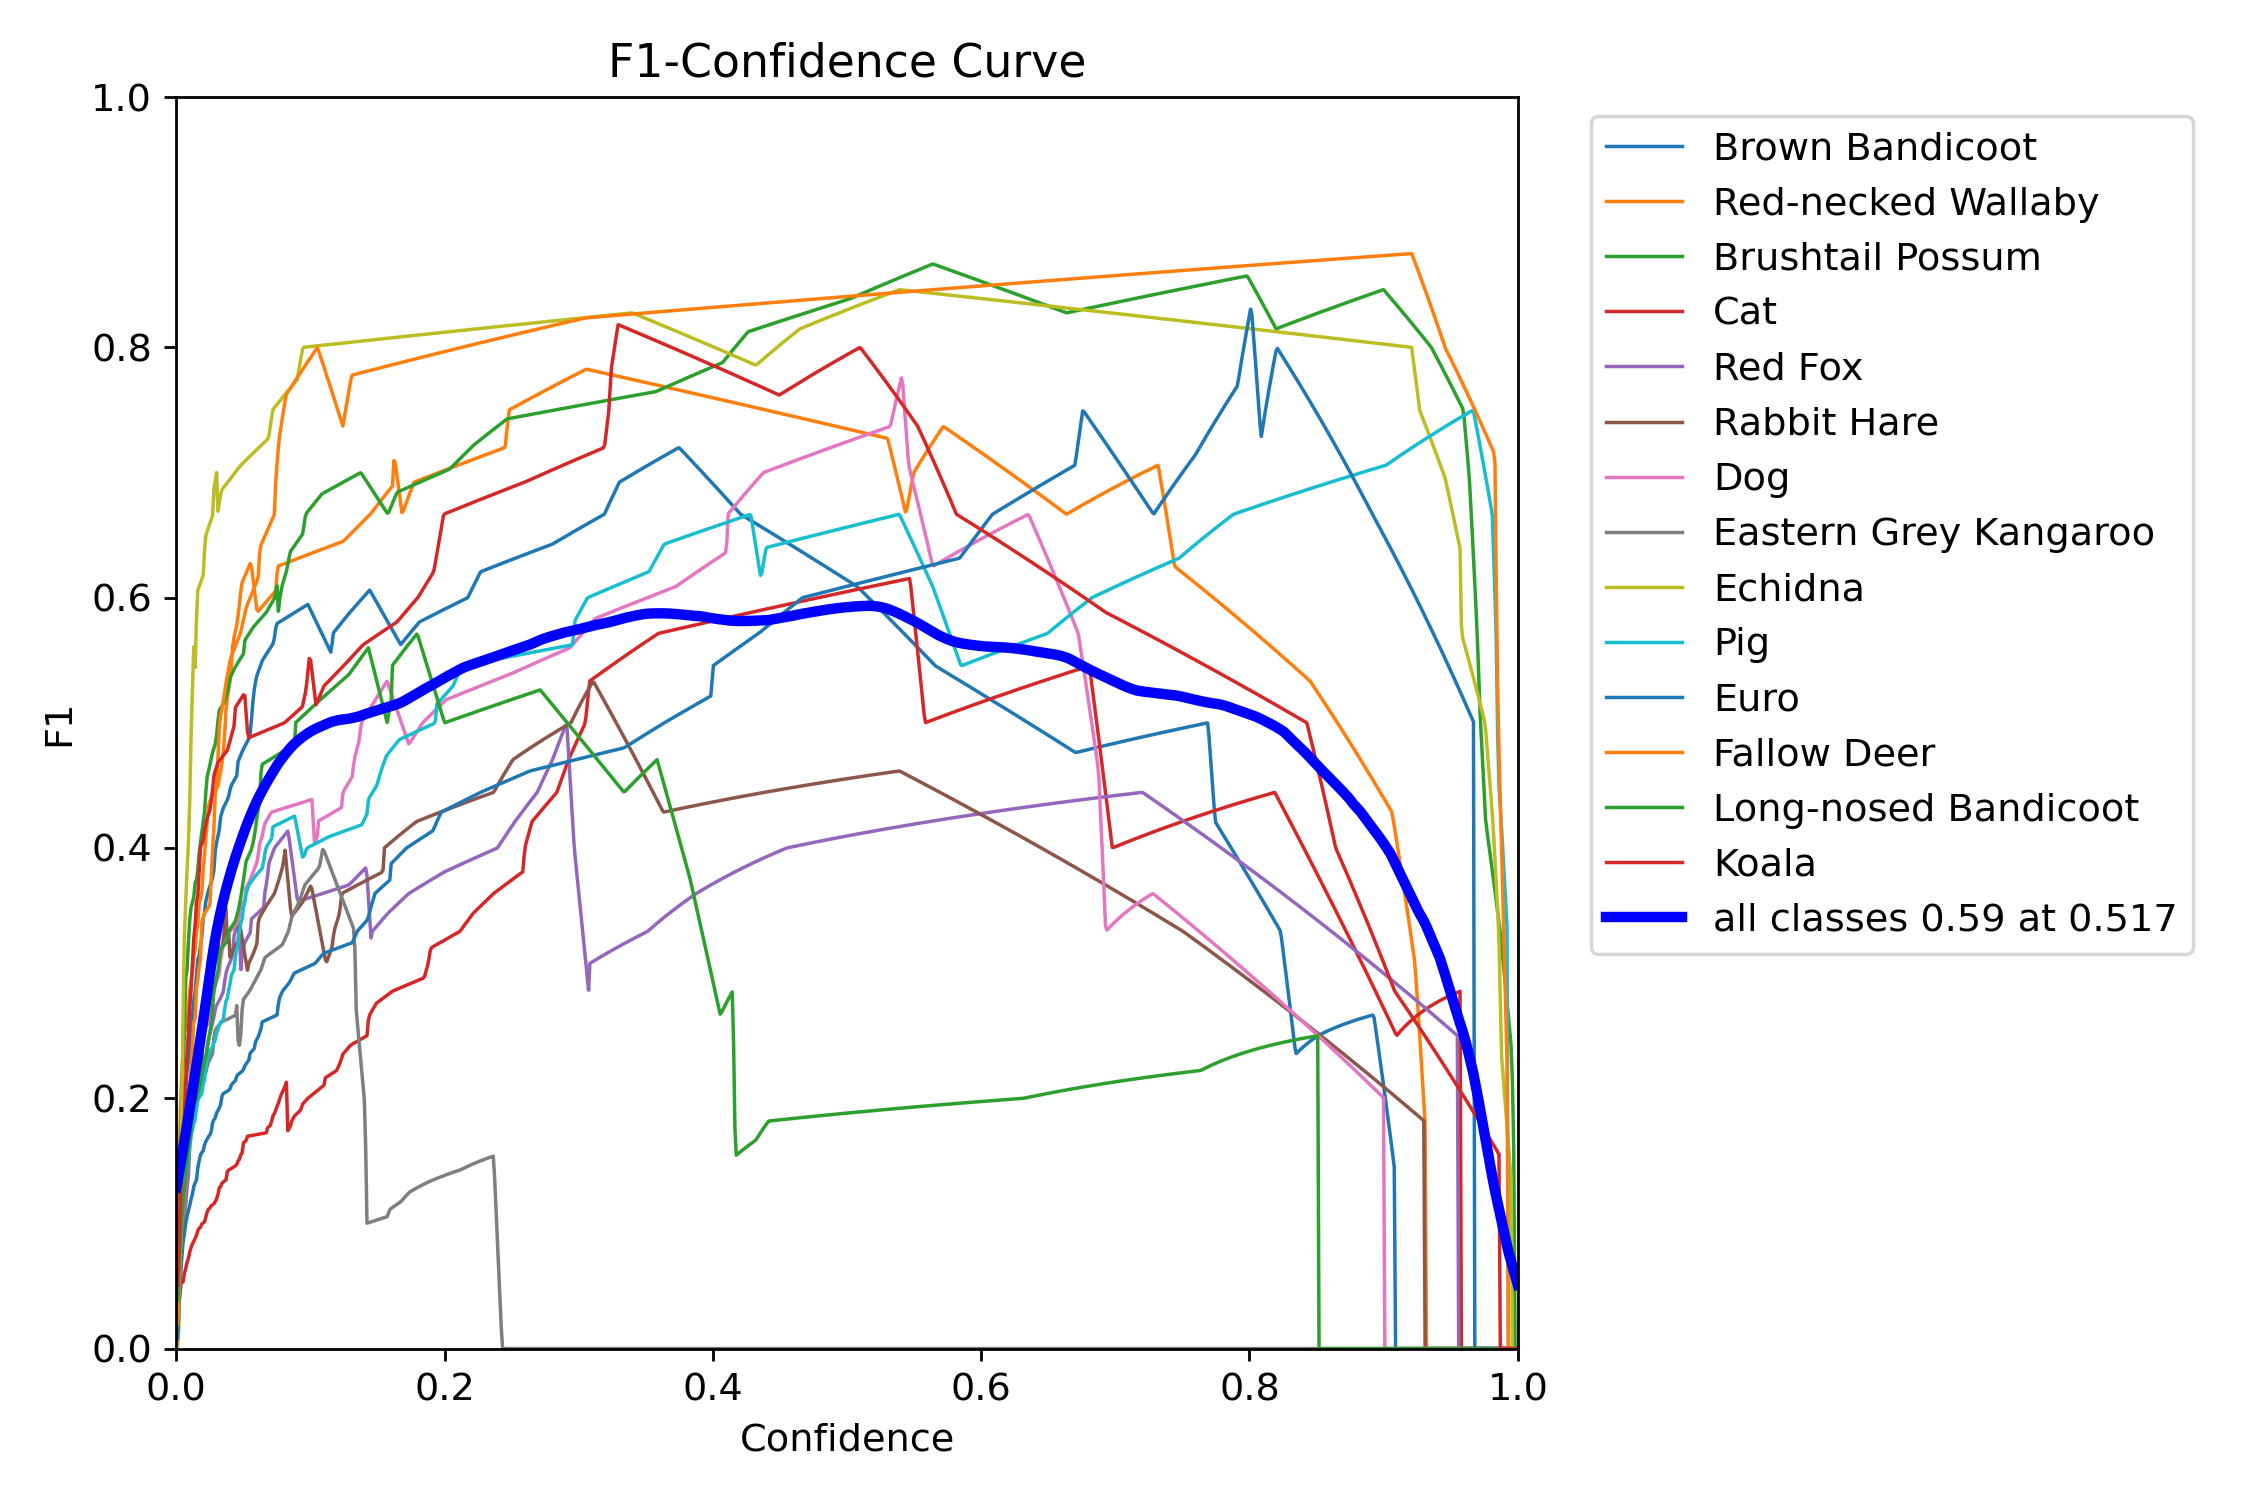 F1-Confidence Curve
1.0
0.8
0.6
0.4
0.2
0.0
F1
0.0 0.2 0.4 0.6 0.8 1.0
Confidence
Brown Bandicoot
Red-necked Wallaby
Brushtail Possum
Cat
Red Fox
Rabbit Hare
Dog
Eastern Grey Kangaroo
Echidna
Pig
Euro
Fallow Deer
Long-nosed Bandicoot
Koala
all classes 0.59 at 0.517